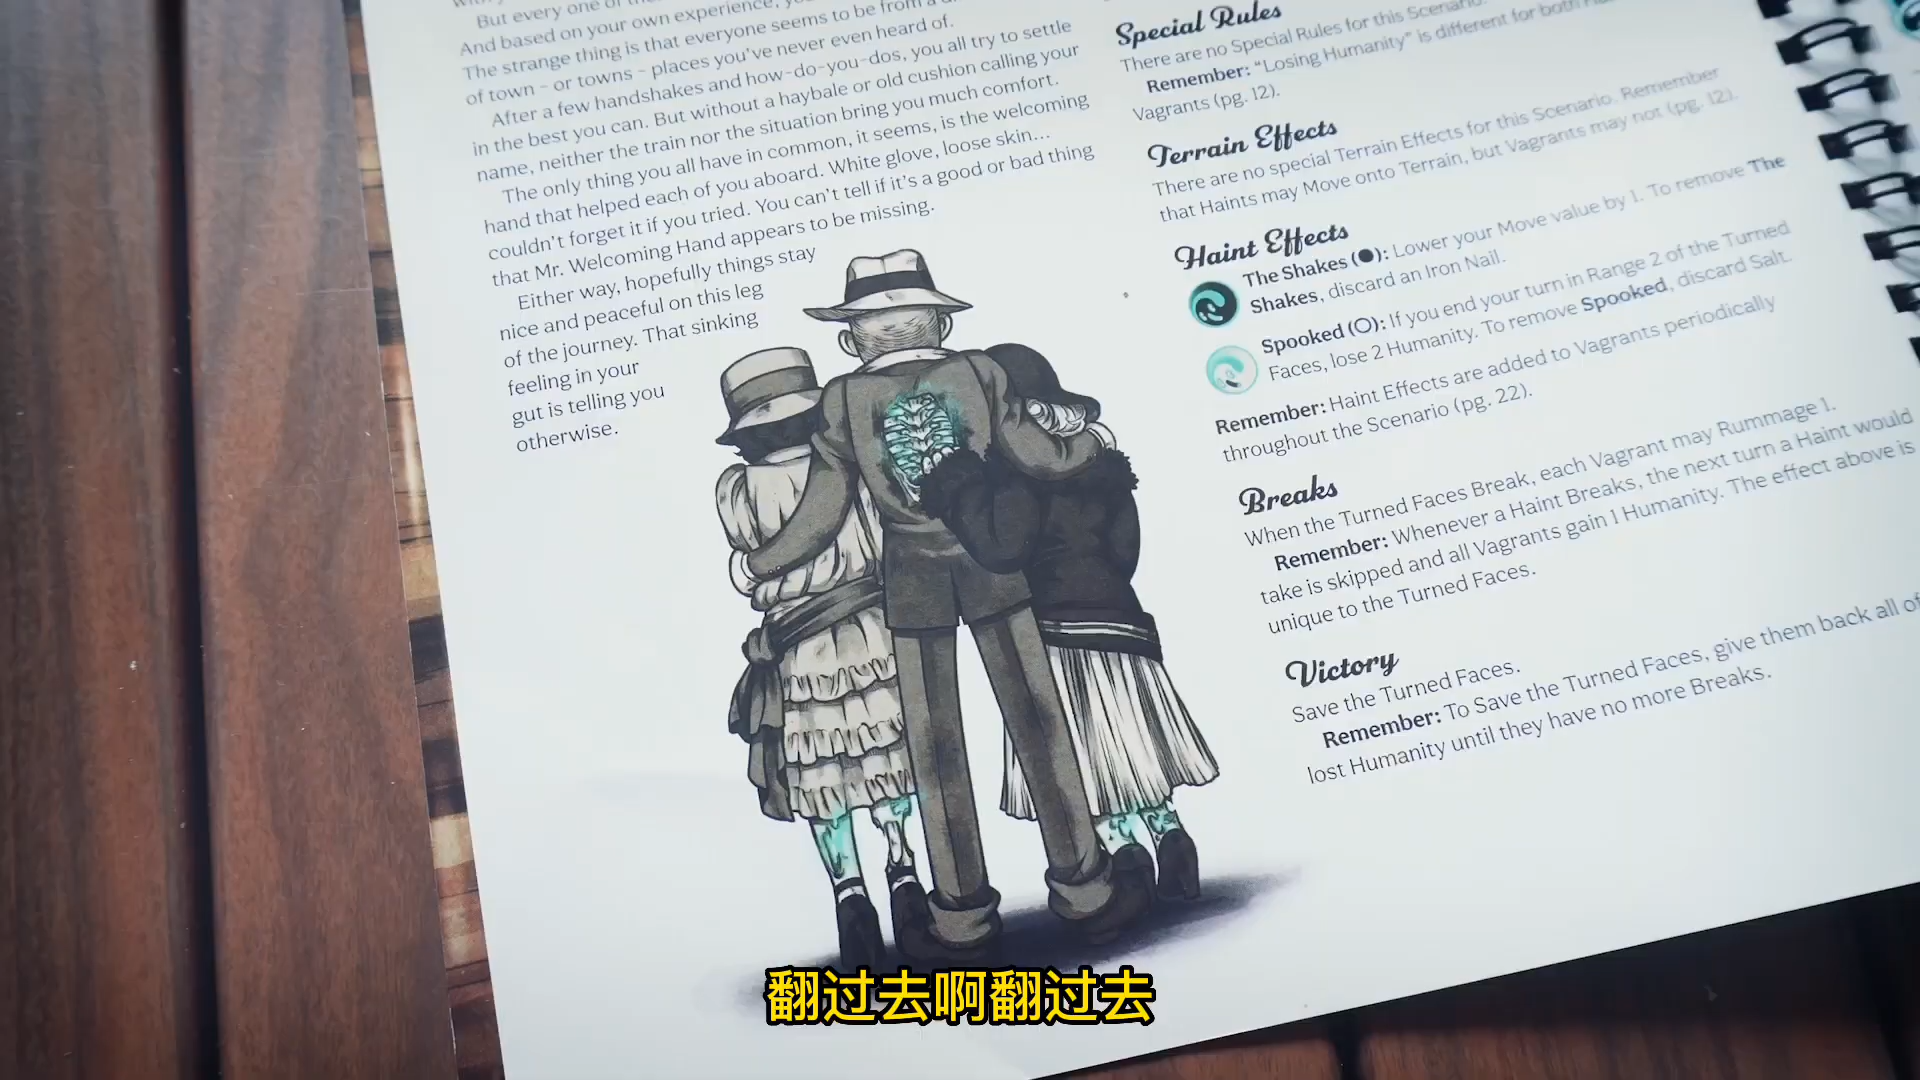 But every one of
And based on your own experience,
The strange thing is that everyone seems to be from a
of town – or towns – places you've never even heard of.
After a few handshakes and how-do-you-dos, you all try to settle
in the best you can. But without a haybale or old cushion calling your
name, neither the train nor the situation bring you much comfort.
The only thing you all have in common, it seems, is the welcoming
hand that helped each of you aboard. White glove, loose skin...
couldn't forget it if you tried. You can't tell if it's a good or bad thing
that Mr. Welcoming Hand appears to be missing.
Either way, hopefully things stay
nice and peaceful on this leg
of the journey. That sinking
feeling in your
gut is telling you
otherwise.
Special Rules
There are no Special Rules for this Scenario.
Remember: “Losing Humanity” is different for both
Vagrants (pg. 12).
Terrain Effects
There are no special Terrain Effects for this Scenario. Remember
that Haints may Move onto Terrain, but Vagrants may not (pg. 12).
Haint Effects
The Shakes (●): Lower your Move value by 1. To remove The
Shakes, discard an Iron Nail.
Spooked (○): If you end your turn in Range 2 of the Turned
Faces, lose 2 Humanity. To remove Spooked, discard Salt.
Remember: Haint Effects are added to Vagrants periodically
throughout the Scenario (pg. 22).
Breaks
When the Turned Faces Break, each Vagrant may Rummage 1.
Remember: Whenever a Haint Breaks, the next turn a Haint would
take is skipped and all Vagrants gain 1 Humanity. The effect above is
unique to the Turned Faces.
Victory
Save the Turned Faces.
Remember: To Save the Turned Faces, give them back all of
lost Humanity until they have no more Breaks.
翻过去啊翻过去